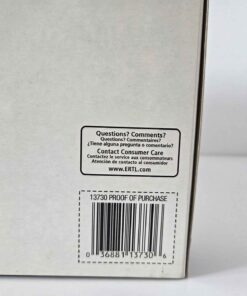 Questions? Comments?
Questions? Commentaires?
¿Tiene alguna pregunta o comentario?
Contact Consumer Care
Contactez le service aux consommateurs
Atención de contacto al consumidor
www.ERTL.com
13730 PROOF OF PURCHASE
0 36881 13730 6